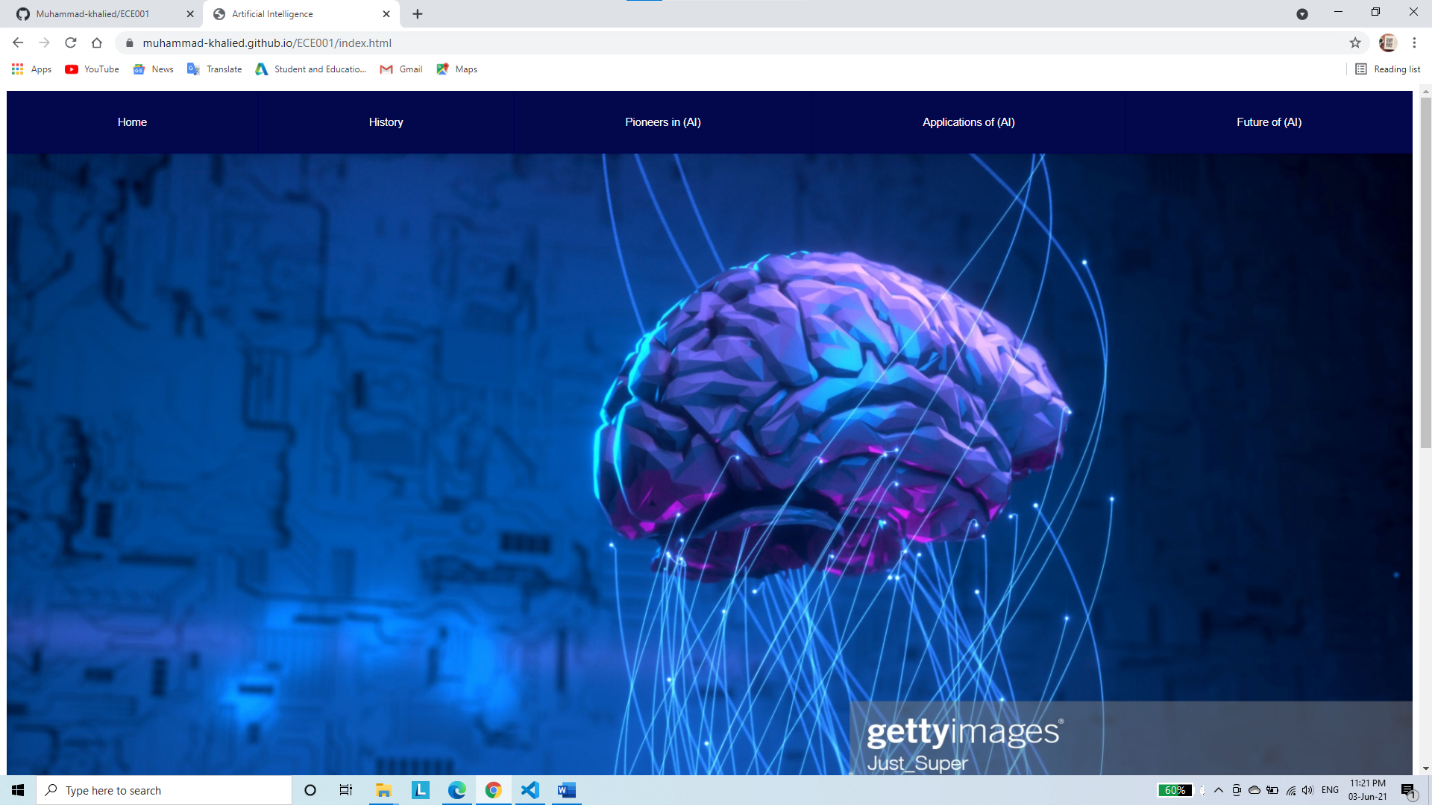 Muhammad-khalied/ECE001
Artificial Intelligence
muhammad-khalied.github.io/ECE001/index.html
Apps YouTube News Translate Student and Educatio... Gmail Maps Reading list
Home History Pioneers in (AI) Applications of (AI) Future of (AI)
gettyimages®
Just_Super
Type here to search
60%
ENG
11:21 PM
03-Jun-21
1